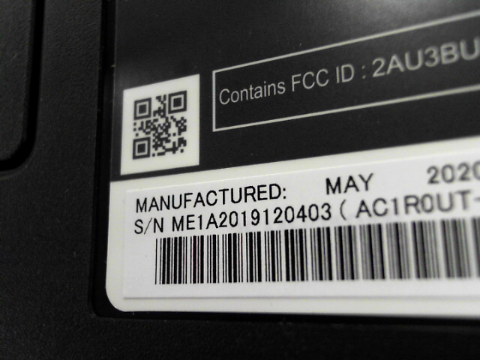 Contains FCC ID : 2AU3BU
MANUFACTURED: MAY 2020
S/N ME1A2019120403 ( AC1R0UT-